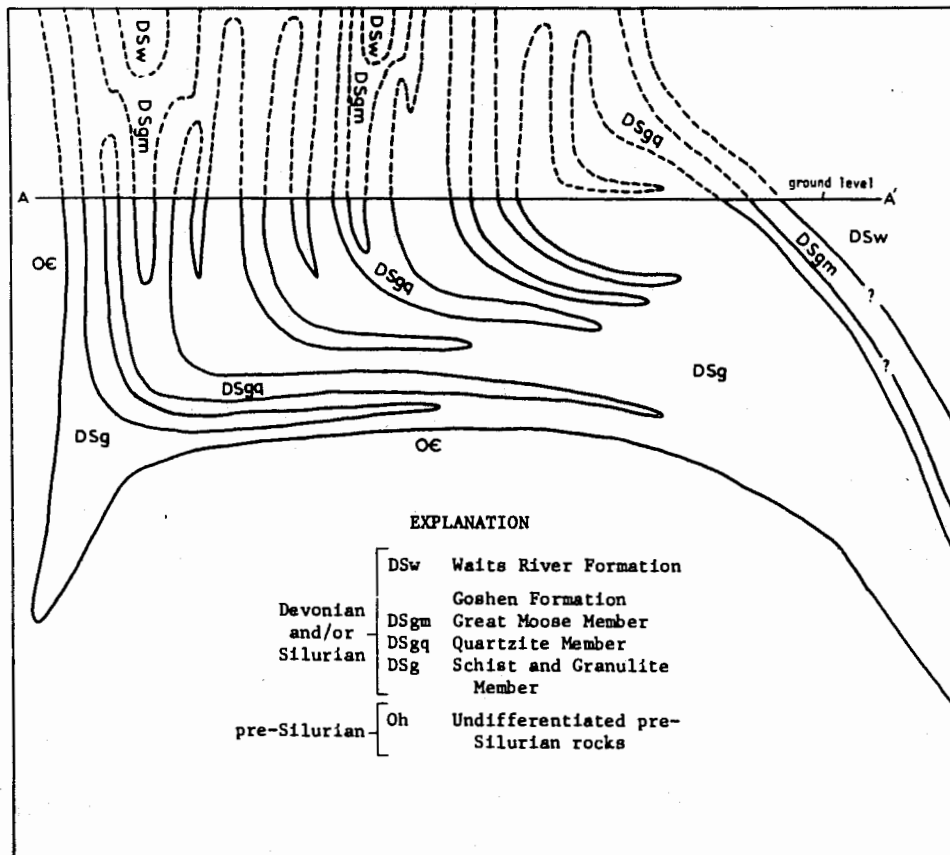 DSw
DSw
DSgm
DSgm
DSgq
ground level
A
A'
DSw
O€
DSgm
DSgq
?
?
DSg
DSgq
DSg
O€
EXPLANATION
DSw Waits River Formation
Goshen Formation
DSgm Great Moose Member
DSgq Quartzite Member
DSg Schist and Granulite
Member
Devonian
and/or
Silurian
pre-Silurian
Oh Undifferentiated pre-
Silurian rocks